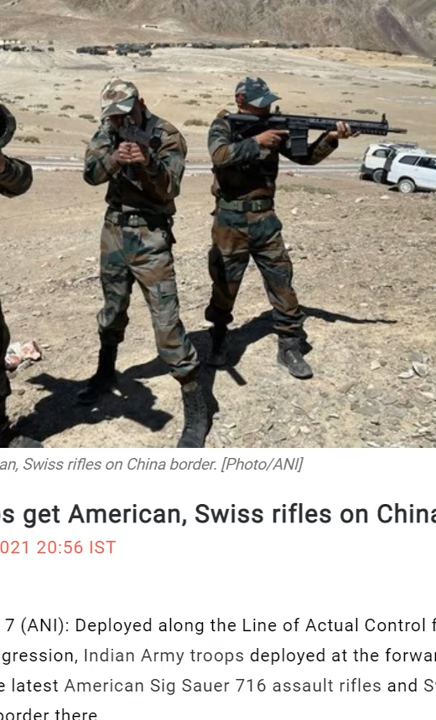 an, Swiss rifles on China border. [Photo/ANI]
s get American, Swiss rifles on China
021 20:56 IST
7 (ANI): Deployed along the Line of Actual Control f
gression, Indian Army troops deployed at the forwar
latest American Sig Sauer 716 assault rifles and S
border there